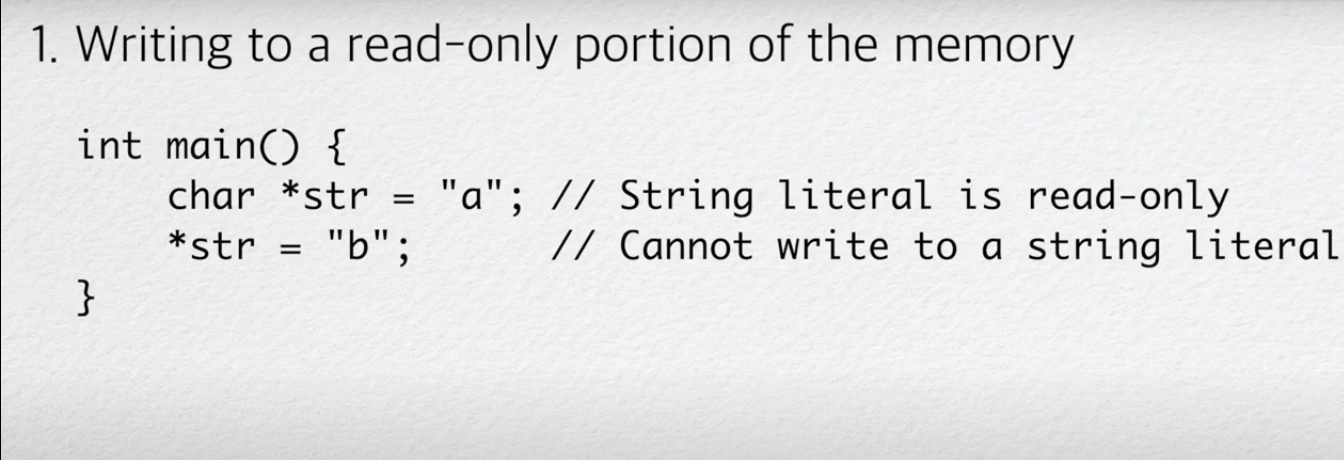 1. Writing to a read-only portion of the memory
int main() {
    char *str = "a"; // String literal is read-only
    *str = "b";      // Cannot write to a string literal
}